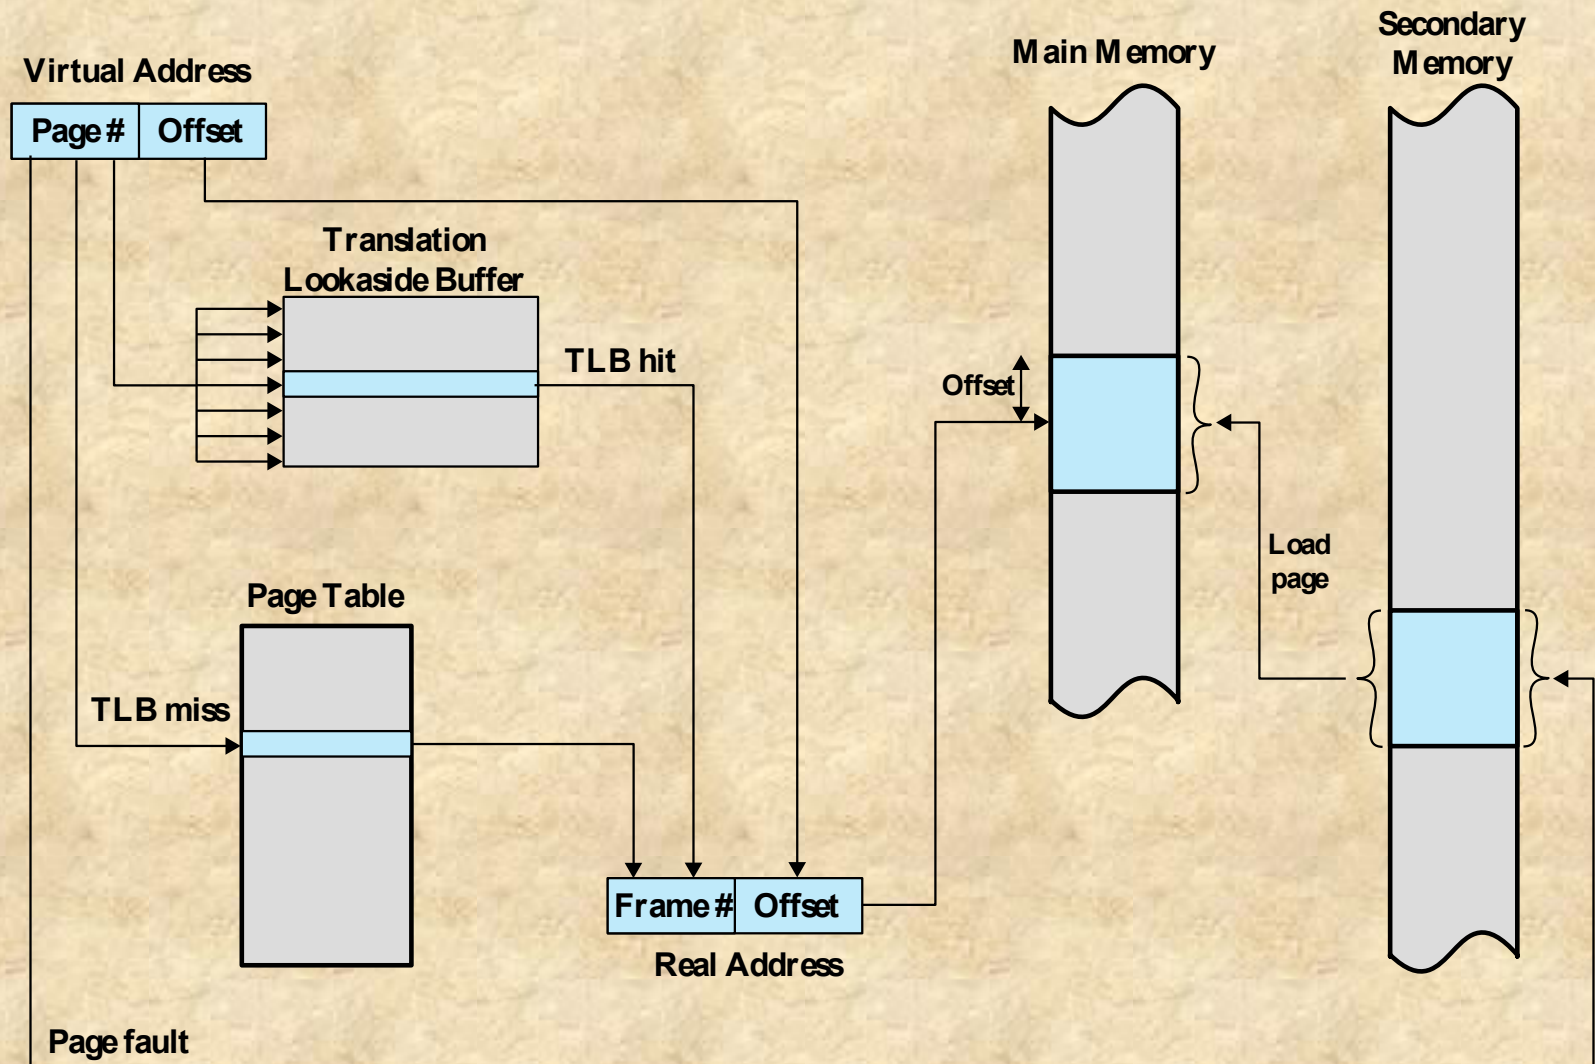 Secondary
Memory
Main Memory
Virtual Address
Page #
Offset
Translation
Lookaside Buffer
TLB hit
Offset
Load
page
Page Table
TLB miss
Frame #
Offset
Real Address
Page fault